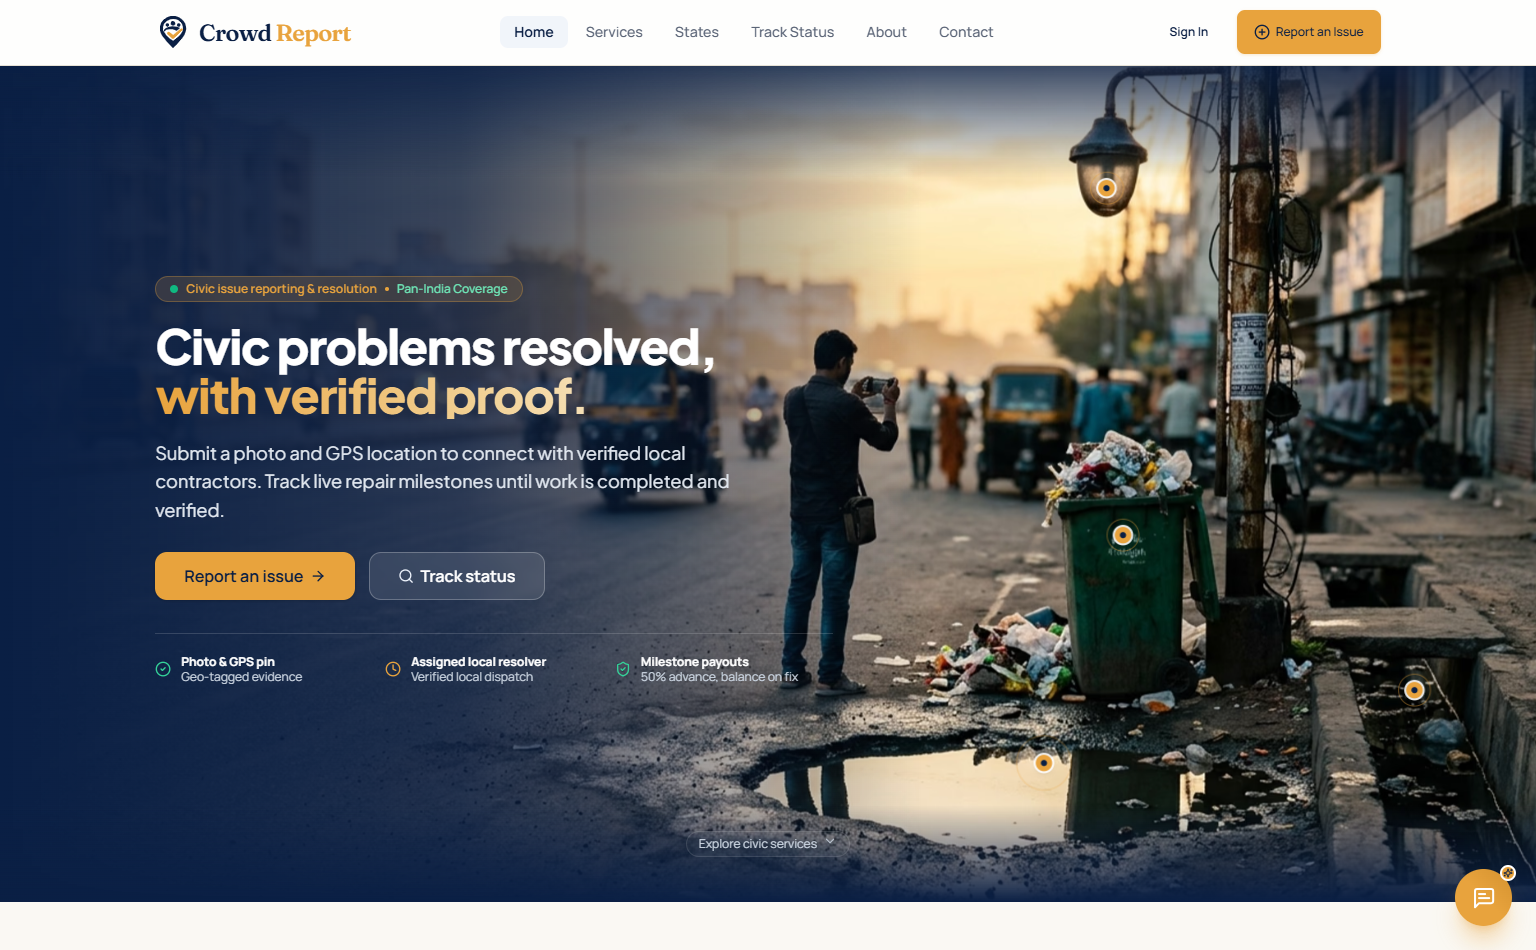 Crowd Report
Home
Services
States
Track Status
About
Contact
Sign In
Report an Issue
Civic issue reporting & resolution • Pan-India Coverage
Civic problems resolved,
with verified proof.
Submit a photo and GPS location to connect with verified local
contractors. Track live repair milestones until work is completed and
verified.
Report an issue →
Track status
Photo & GPS pin
Geo-tagged evidence
Assigned local resolver
Verified local dispatch
Milestone payouts
50% advance, balance on fix
Explore civic services